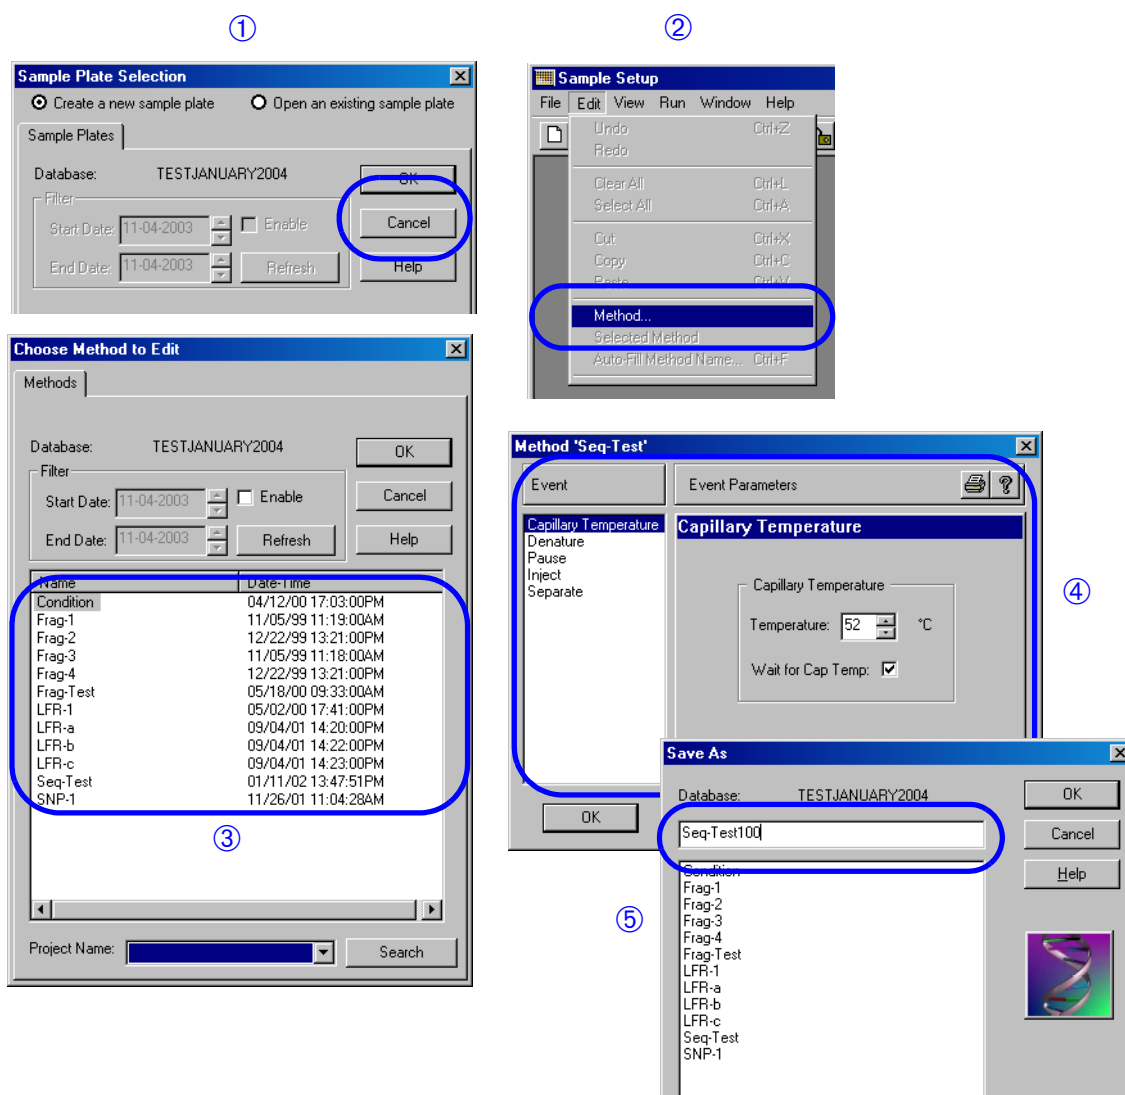 ①
Sample Plate Selection
Create a new sample plate
Open an existing sample plate
Sample Plates
Database: TESTJANUARY2004
OK
Filter
Start Date: 11-04-2003
Enable
Cancel
End Date: 11-04-2003
Refresh
Help
②
Sample Setup
File Edit View Run Window Help
Undo Ctrl+Z
Redo
Clear All Ctrl+L
Select All Ctrl+A
Cut Ctrl+X
Copy Ctrl+C
Paste Ctrl+V
Method...
Selected Method
Auto-Fill Method Name... Ctrl+F
Choose Method to Edit
Methods
Database: TESTJANUARY2004
OK
Filter
Start Date: 11-04-2003
Enable
Cancel
End Date: 11-04-2003
Refresh
Help
Name Date-Time
Condition 04/12/00 17:03:00PM
Frag-1 11/05/99 11:19:00AM
Frag-2 12/22/99 13:21:00PM
Frag-3 11/05/99 11:18:00AM
Frag-4 12/22/99 13:21:00PM
Frag-Test 05/18/00 09:33:00AM
LFR-1 05/02/00 17:41:00PM
LFR-a 09/04/01 14:20:00PM
LFR-b 09/04/01 14:22:00PM
LFR-c 09/04/01 14:23:00PM
Seq-Test 01/11/02 13:47:51PM
SNP-1 11/26/01 11:04:28AM
③
Project Name:
Search
Method 'Seq-Test'
Event
Event Parameters
?
Capillary Temperature
Denature
Pause
Inject
Separate
Capillary Temperature
Capillary Temperature
Temperature: 52 °C
Wait for Cap Temp:
OK
④
Save As
Database: TESTJANUARY2004
OK
Seq-Test100
Cancel
Help
Condition
Frag-1
Frag-2
Frag-3
Frag-4
Frag-Test
LFR-1
LFR-a
LFR-b
LFR-c
Seq-Test
SNP-1
⑤